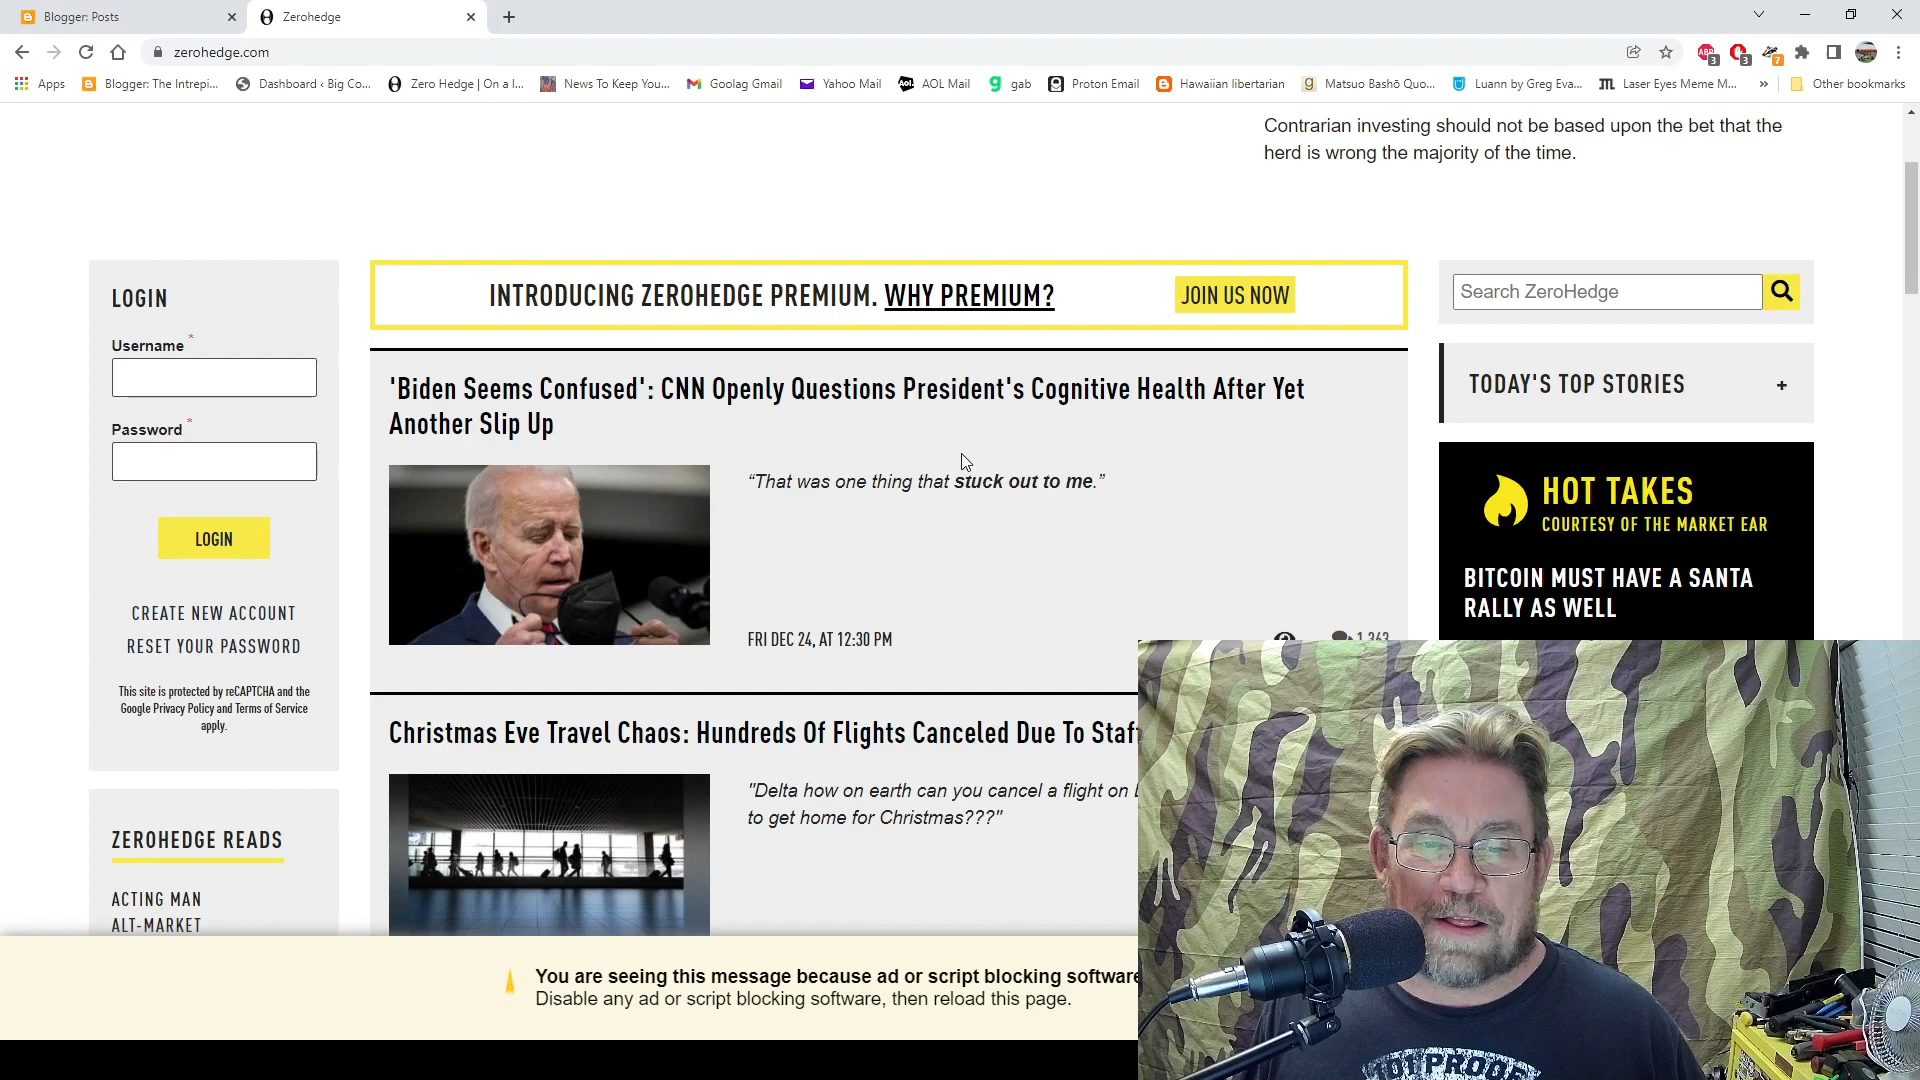 Blogger: Posts
Zerohedge
zerohedge.com
Apps
Blogger: The Intrepi...
Dashboard ‹ Big Co...
Zero Hedge | On a l...
News To Keep You...
Goolag Gmail
Yahoo Mail
AOL Mail
gab
Proton Email
Hawaiian libertarian
Matsuo Bashō Quo...
Luann by Greg Eva...
Laser Eyes Meme M...
Other bookmarks
Contrarian investing should not be based upon the bet that the
herd is wrong the majority of the time.
LOGIN
Username *
Password *
LOGIN
CREATE NEW ACCOUNT
RESET YOUR PASSWORD
This site is protected by reCAPTCHA and the
Google Privacy Policy and Terms of Service
apply.
ZEROHEDGE READS
ACTING MAN
ALT-MARKET
INTRODUCING ZEROHEDGE PREMIUM. WHY PREMIUM?
JOIN US NOW
'Biden Seems Confused': CNN Openly Questions President's Cognitive Health After Yet
Another Slip Up
“That was one thing that stuck out to me.”
FRI DEC 24, AT 12:30 PM
1,363
Christmas Eve Travel Chaos: Hundreds Of Flights Canceled Due To Staf
"Delta how on earth can you cancel a flight on
to get home for Christmas???"
Search ZeroHedge
TODAY'S TOP STORIES +
HOT TAKES
COURTESY OF THE MARKET EAR
BITCOIN MUST HAVE A SANTA
RALLY AS WELL
You are seeing this message because ad or script blocking software
Disable any ad or script blocking software, then reload this page.